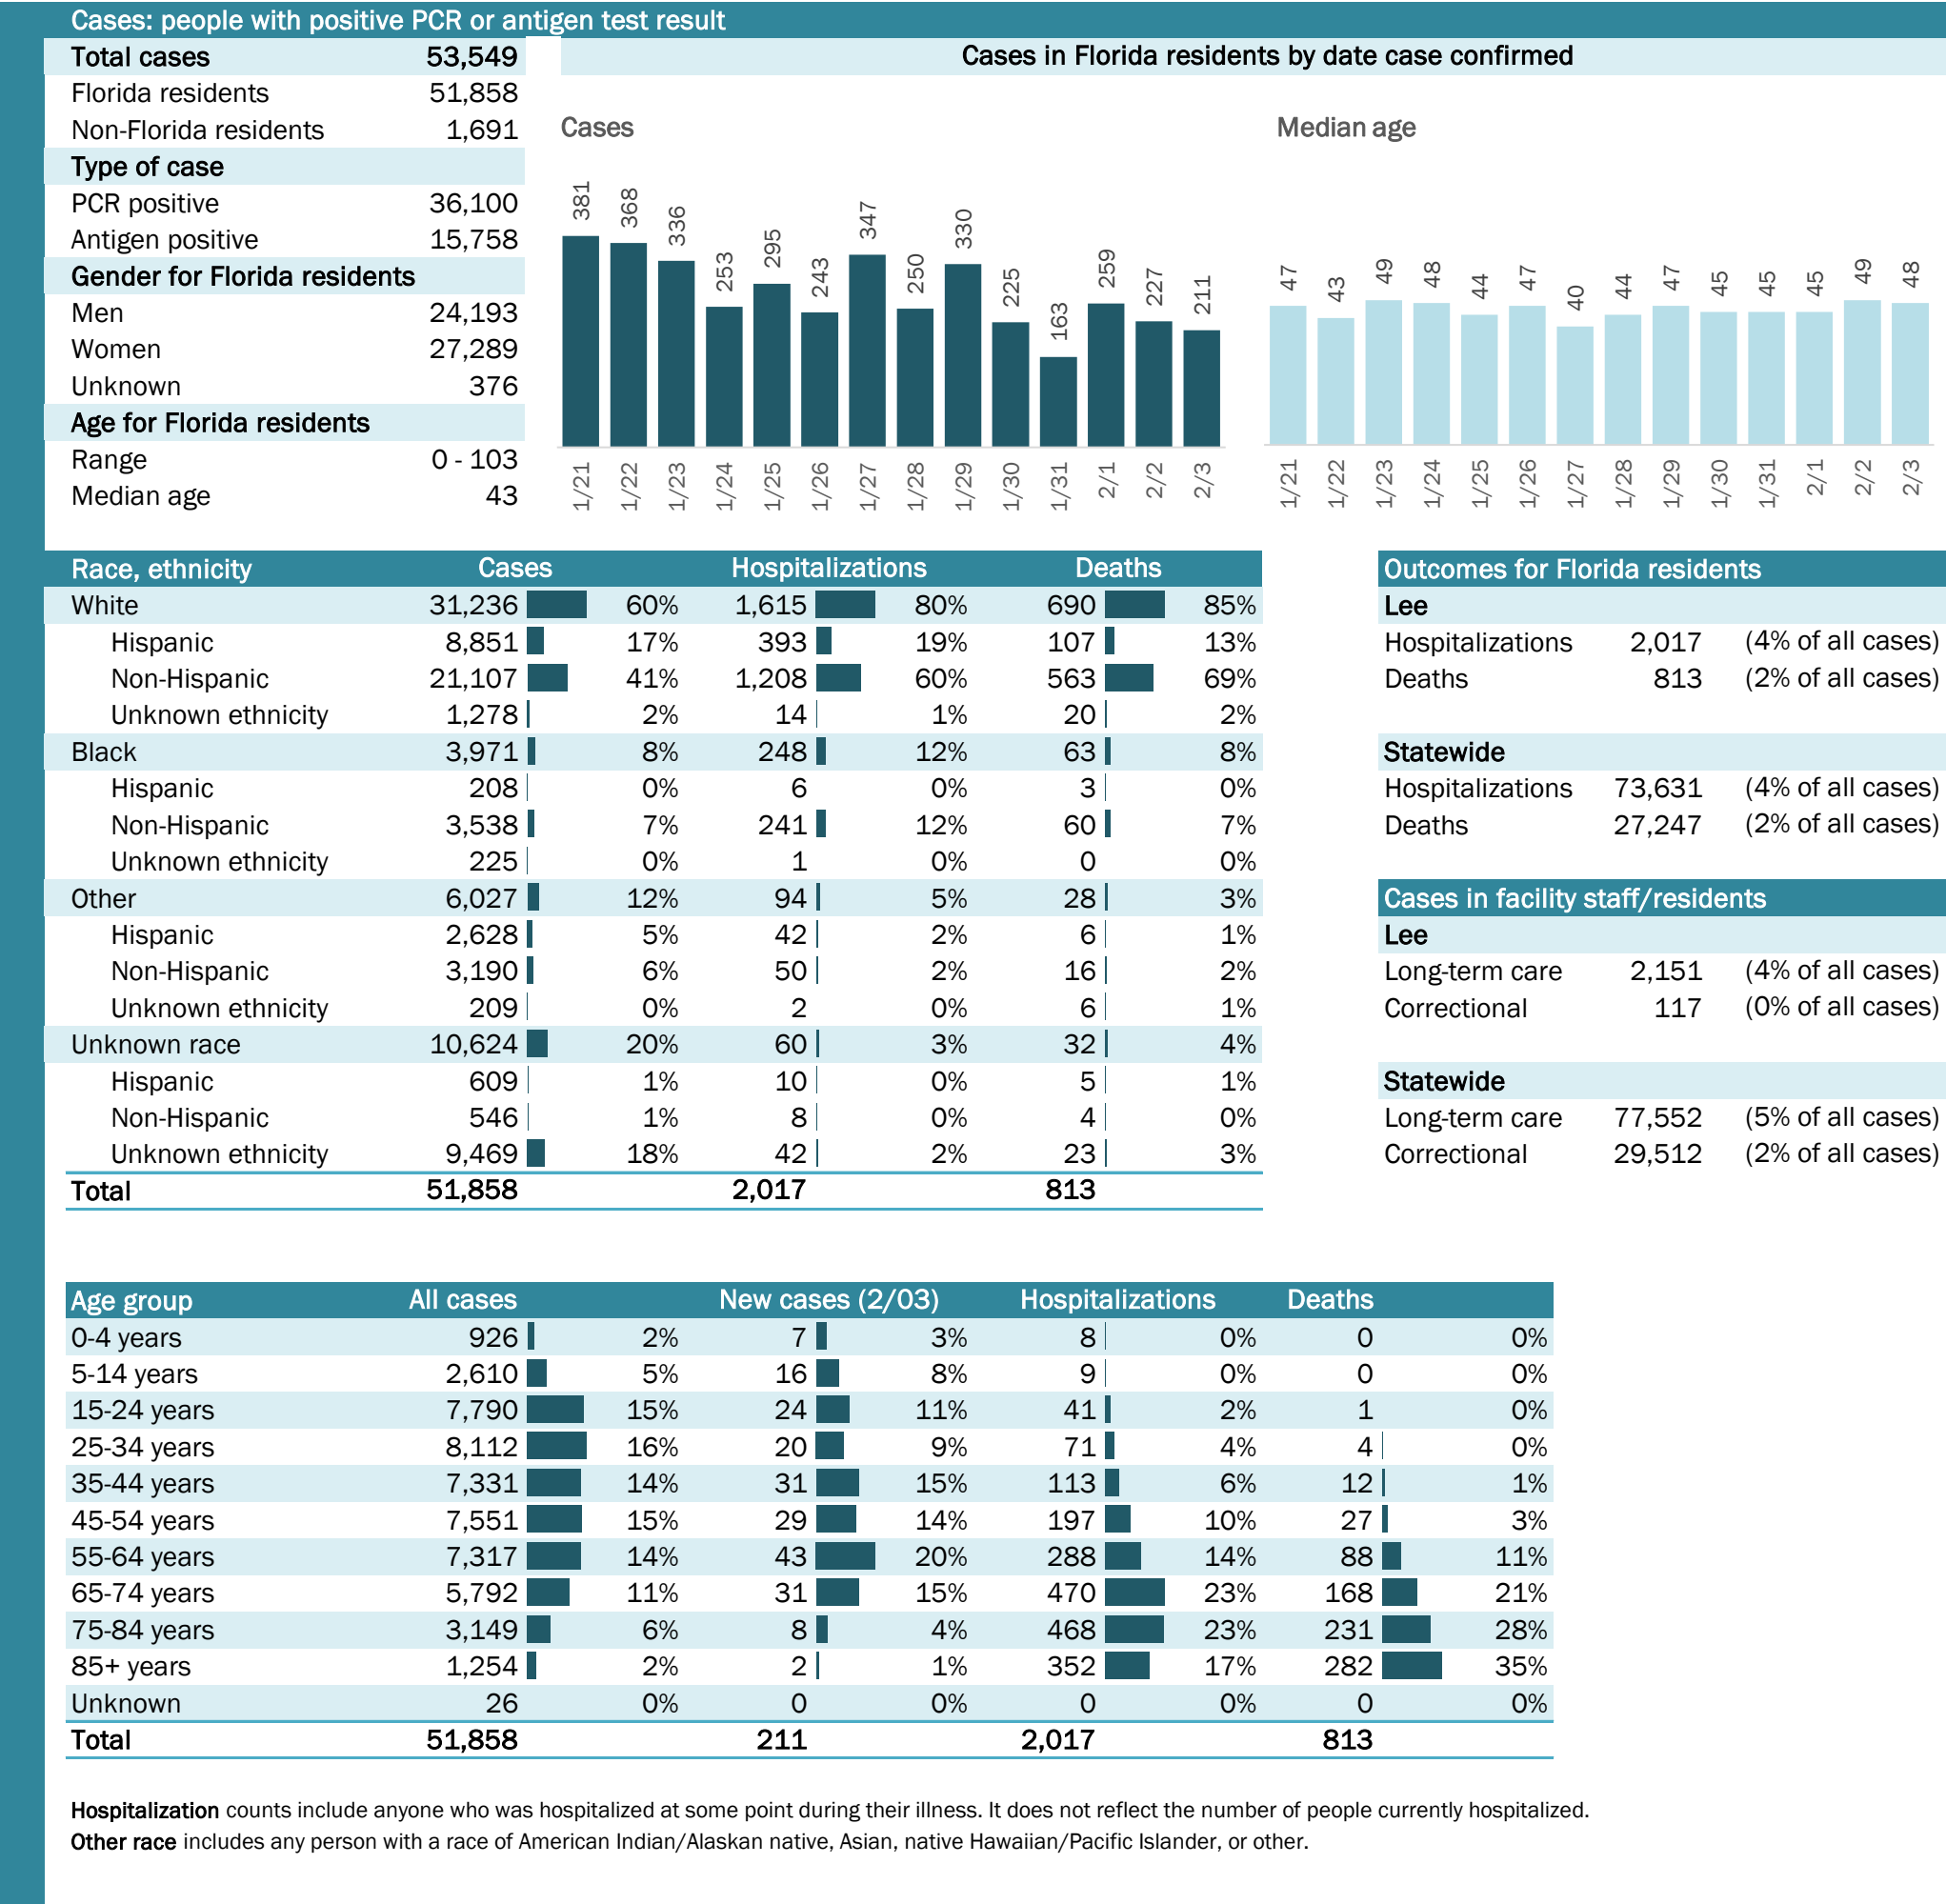 Cases: people with positive PCR or antigen test result
Total cases 53,549
Florida residents 51,858
Non-Florida residents 1,691
Type of case
PCR positive 36,100
Antigen positive 15,758
Gender for Florida residents
Men 24,193
Women 27,289
Unknown 376
Age for Florida residents
Range 0 - 103
Median age 43
Cases in Florida residents by date case confirmed
Cases
381 368 336 253 295 243 347 250 330 225 163 259 227 211
1/21 1/22 1/23 1/24 1/25 1/26 1/27 1/28 1/29 1/30 1/31 2/1 2/2 2/3
Median age
47 43 49 48 44 47 40 44 47 45 45 45 49 48
1/21 1/22 1/23 1/24 1/25 1/26 1/27 1/28 1/29 1/30 1/31 2/1 2/2 2/3
Race, ethnicity Cases Hospitalizations Deaths
White 31,236 60% 1,615 80% 690 85%
Hispanic 8,851 17% 393 19% 107 13%
Non-Hispanic 21,107 41% 1,208 60% 563 69%
Unknown ethnicity 1,278 2% 14 1% 20 2%
Black 3,971 8% 248 12% 63 8%
Hispanic 208 0% 6 0% 3 0%
Non-Hispanic 3,538 7% 241 12% 60 7%
Unknown ethnicity 225 0% 1 0% 0 0%
Other 6,027 12% 94 5% 28 3%
Hispanic 2,628 5% 42 2% 6 1%
Non-Hispanic 3,190 6% 50 2% 16 2%
Unknown ethnicity 209 0% 2 0% 6 1%
Unknown race 10,624 20% 60 3% 32 4%
Hispanic 609 1% 10 0% 5 1%
Non-Hispanic 546 1% 8 0% 4 0%
Unknown ethnicity 9,469 18% 42 2% 23 3%
Total 51,858 2,017 813
Outcomes for Florida residents
Lee
Hospitalizations 2,017 (4% of all cases)
Deaths 813 (2% of all cases)
Statewide
Hospitalizations 73,631 (4% of all cases)
Deaths 27,247 (2% of all cases)
Cases in facility staff/residents
Lee
Long-term care 2,151 (4% of all cases)
Correctional 117 (0% of all cases)
Statewide
Long-term care 77,552 (5% of all cases)
Correctional 29,512 (2% of all cases)
Age group All cases New cases (2/03) Hospitalizations Deaths
0-4 years 926 2% 7 3% 8 0% 0 0%
5-14 years 2,610 5% 16 8% 9 0% 0 0%
15-24 years 7,790 15% 24 11% 41 2% 1 0%
25-34 years 8,112 16% 20 9% 71 4% 4 0%
35-44 years 7,331 14% 31 15% 113 6% 12 1%
45-54 years 7,551 15% 29 14% 197 10% 27 3%
55-64 years 7,317 14% 43 20% 288 14% 88 11%
65-74 years 5,792 11% 31 15% 470 23% 168 21%
75-84 years 3,149 6% 8 4% 468 23% 231 28%
85+ years 1,254 2% 2 1% 352 17% 282 35%
Unknown 26 0% 0 0% 0 0% 0 0%
Total 51,858 211 2,017 813
Hospitalization counts include anyone who was hospitalized at some point during their illness. It does not reflect the number of people currently hospitalized.
Other race includes any person with a race of American Indian/Alaskan native, Asian, native Hawaiian/Pacific Islander, or other.